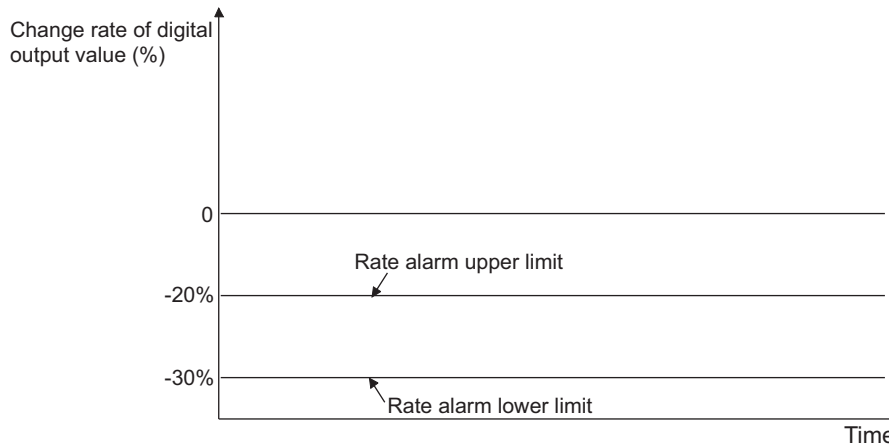 Change rate of digital
output value (%)
0
Rate alarm upper limit
-20%
-30%
Rate alarm lower limit
Time